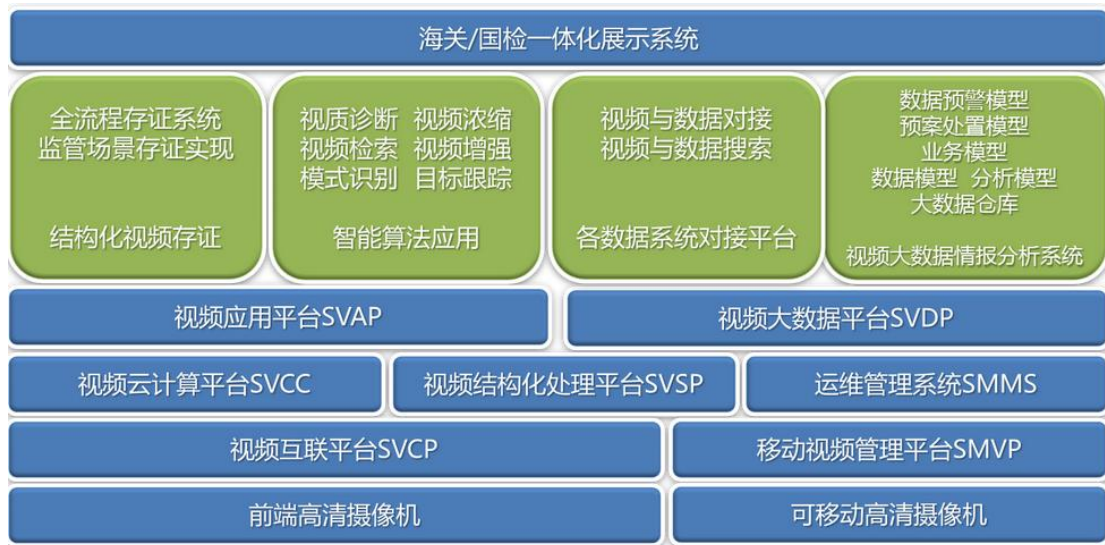 海关/国检一体化展示系统
全流程存证系统
监管场景存证实现
结构化视频存证
视质诊断 视频浓缩
视频检索 视频增强
模式识别 目标跟踪
智能算法应用
视频与数据对接
视频与数据搜索
各数据系统对接平台
数据预警模型
预案处置模型
业务模型
数据模型 分析模型
大数据仓库
视频大数据情报分析系统
视频应用平台SVAP
视频大数据平台SVDP
视频云计算平台SVCC
视频结构化处理平台SVSP
运维管理系统SMMS
视频互联平台SVCP
移动视频管理平台SMVP
前端高清摄像机
可移动高清摄像机